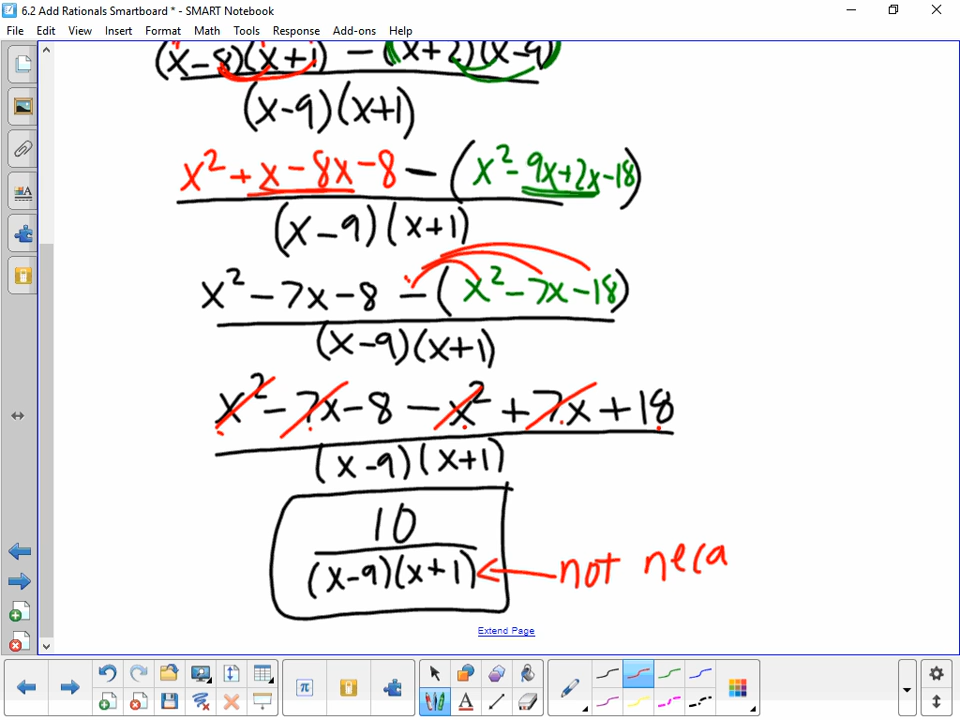 6.2 Add Rationals Smartboard * - SMART Notebook
File Edit View Insert Format Math Tools Response Add-ons Help
(x-8)(x+1) - (x+2)(x-9)
(x-9)(x+1)
x² + x - 8x - 8 - (x² - 9x + 2x - 18)
(x-9)(x+1)
x² - 7x - 8 - (x² - 7x - 18)
(x-9)(x+1)
x² - 7x - 8 - x² + 7x + 18
(x-9)(x+1)
10
(x-9)(x+1) not neca
Extend Page